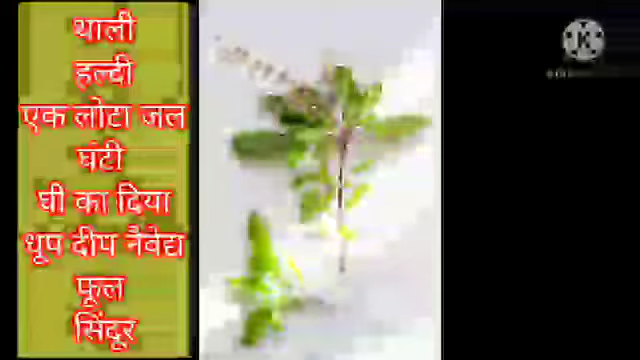 थाली
हल्दी
एक लोटा जल
घंटी
घी का दिया
धूप दीप नैवेद्य
फूल
सिंदूर